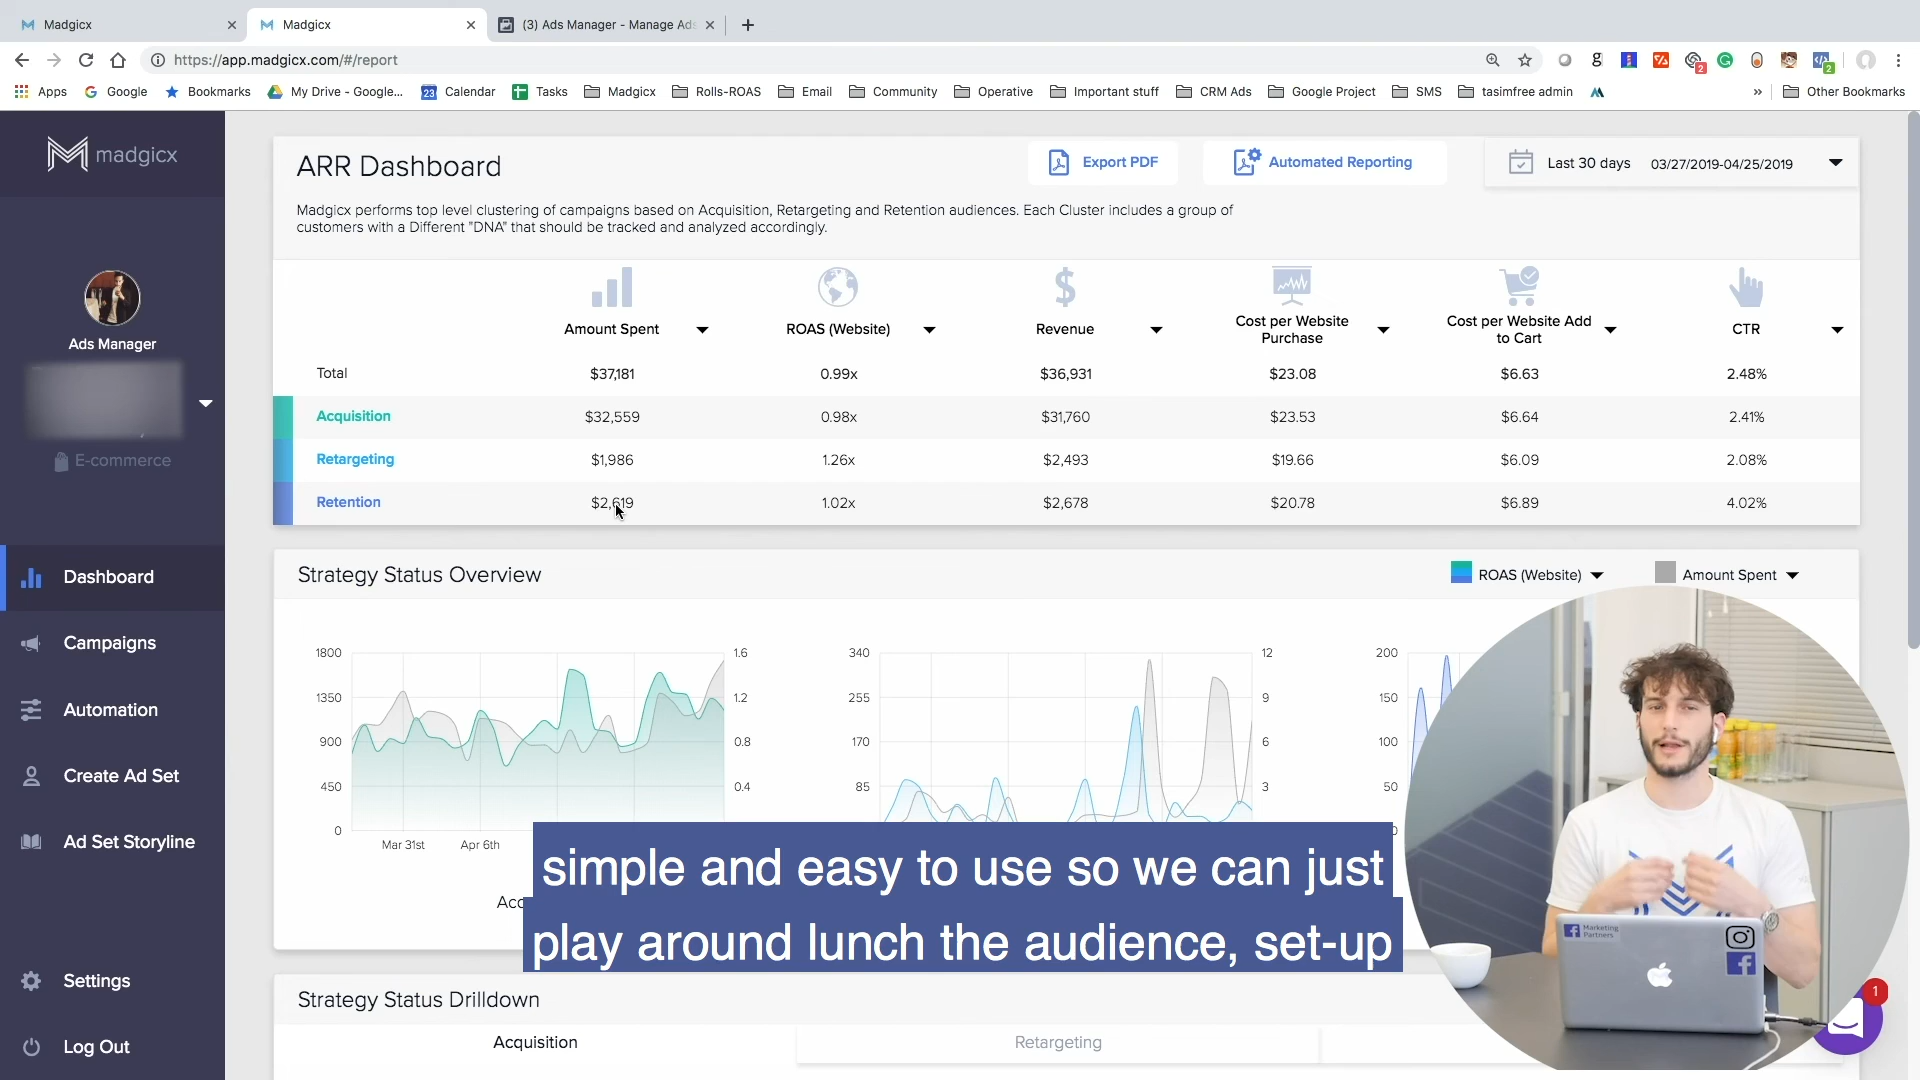 Madgicx
Madgicx
(3) Ads Manager - Manage Ads
https://app.madgicx.com/#/report
2
2
Apps
Google
Bookmarks
My Drive - Google...
23
Calendar
Tasks
Madgicx
Rolls-ROAS
Email
Community
Operative
Important stuff
CRM Ads
Google Project
SMS
tasimfree admin
»
Other Bookmarks
madgicx
Ads Manager
E-commerce
Dashboard
Campaigns
Automation
Create Ad Set
Ad Set Storyline
Settings
Log Out
ARR Dashboard
Export PDF
Automated Reporting
Last 30 days 03/27/2019-04/25/2019
Madgicx performs top level clustering of campaigns based on Acquisition, Retargeting and Retention audiences. Each Cluster includes a group of
customers with a Different "DNA" that should be tracked and analyzed accordingly.
Amount Spent
ROAS (Website)
Revenue
Cost per Website
Purchase
Cost per Website Add
to Cart
CTR
Total $37,181 0.99x $36,931 $23.08 $6.63 2.48%
Acquisition $32,559 0.98x $31,760 $23.53 $6.64 2.41%
Retargeting $1,986 1.26x $2,493 $19.66 $6.09 2.08%
Retention $2,619 1.02x $2,678 $20.78 $6.89 4.02%
Strategy Status Overview
ROAS (Website)
Amount Spent
1800 1.6 340 12 200
1350 1.2 255 9 150
900 0.8 170 6 100
450 0.4 85 3 50
0
Mar 31st Apr 6th
simple and easy to use so we can just
play around lunch the audience, set-up
Marketing
Partners
1
Strategy Status Drilldown
Acquisition
Retargeting